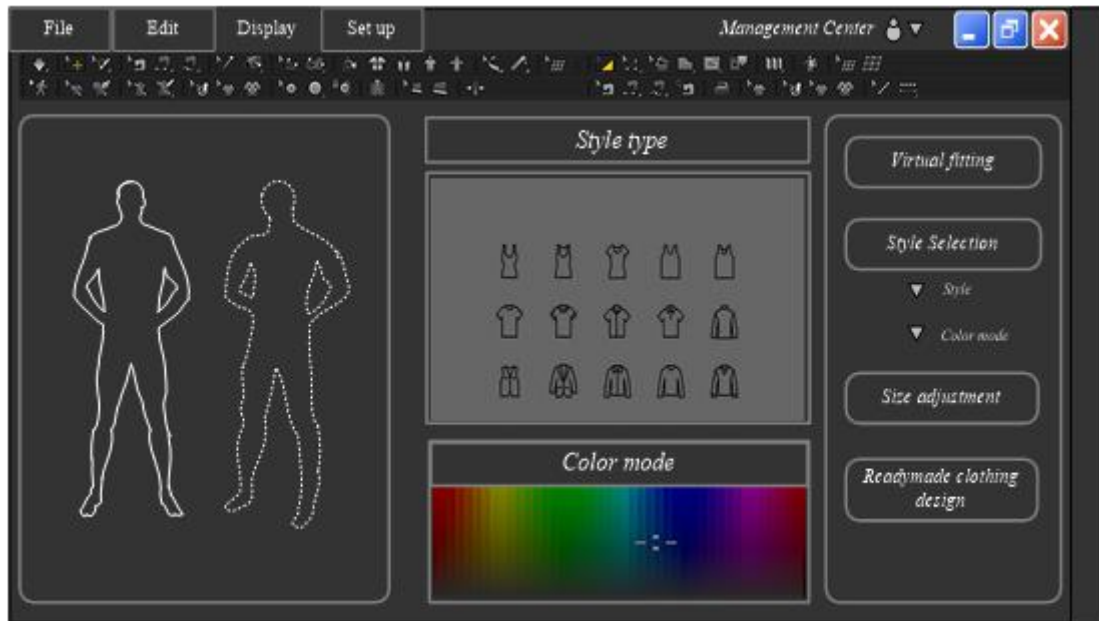 File
Edit
Display
Set up
Management Center
Style type
Virtual fitting
Style Selection
Style
Color mode
Size adjustment
Color mode
Readymade clothing
design